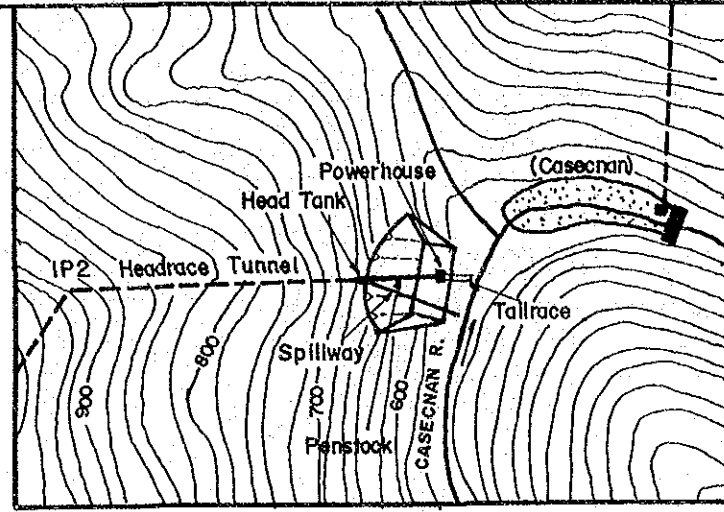 Powerhouse
(Casecnan)
Head Tank
IP2 Headrace Tunnel
Tailrace
Spillway
900
800
700
600
Penstock
CASECNAN R.